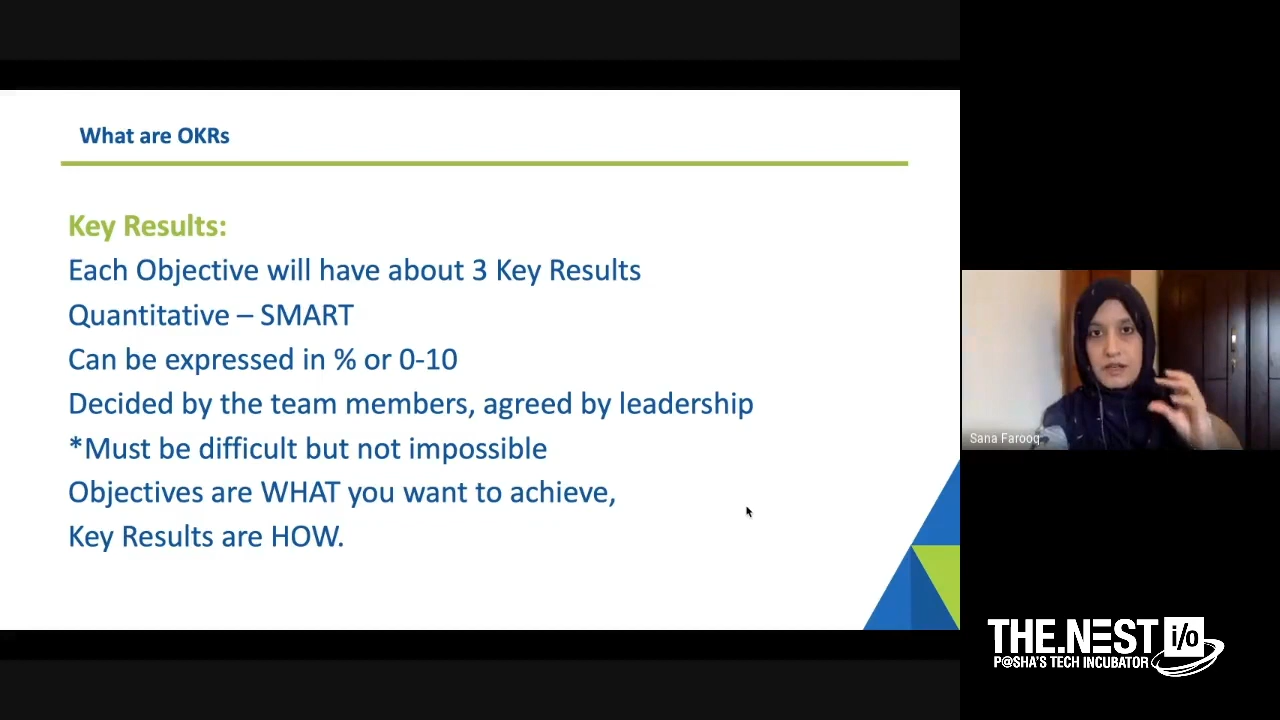 What are OKRs
Key Results:
Each Objective will have about 3 Key Results
Quantitative – SMART
Can be expressed in % or 0-10
Decided by the team members, agreed by leadership
*Must be difficult but not impossible
Objectives are WHAT you want to achieve,
Key Results are HOW.
Sana Farooq
THE.NEST i/o
P@SHA'S TECH INCUBATOR